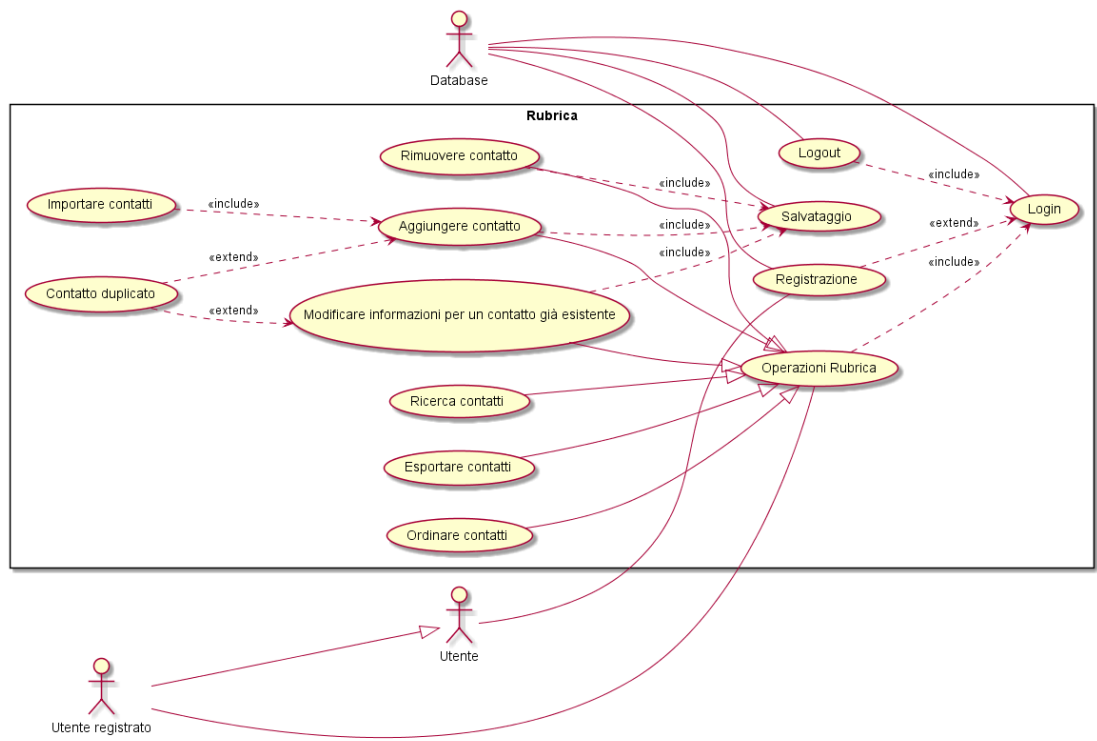 Database
Rubrica
Rimuovere contatto
Logout
«include»
«include»
Importare contatti
«include»
Salvataggio
Login
Aggiungere contatto
«include»
«extend»
«include»
«extend»
«include»
Registrazione
Contatto duplicato
«extend»
Modificare informazioni per un contatto già esistente
Operazioni Rubrica
Ricerca contatti
Esportare contatti
Ordinare contatti
Utente
Utente registrato